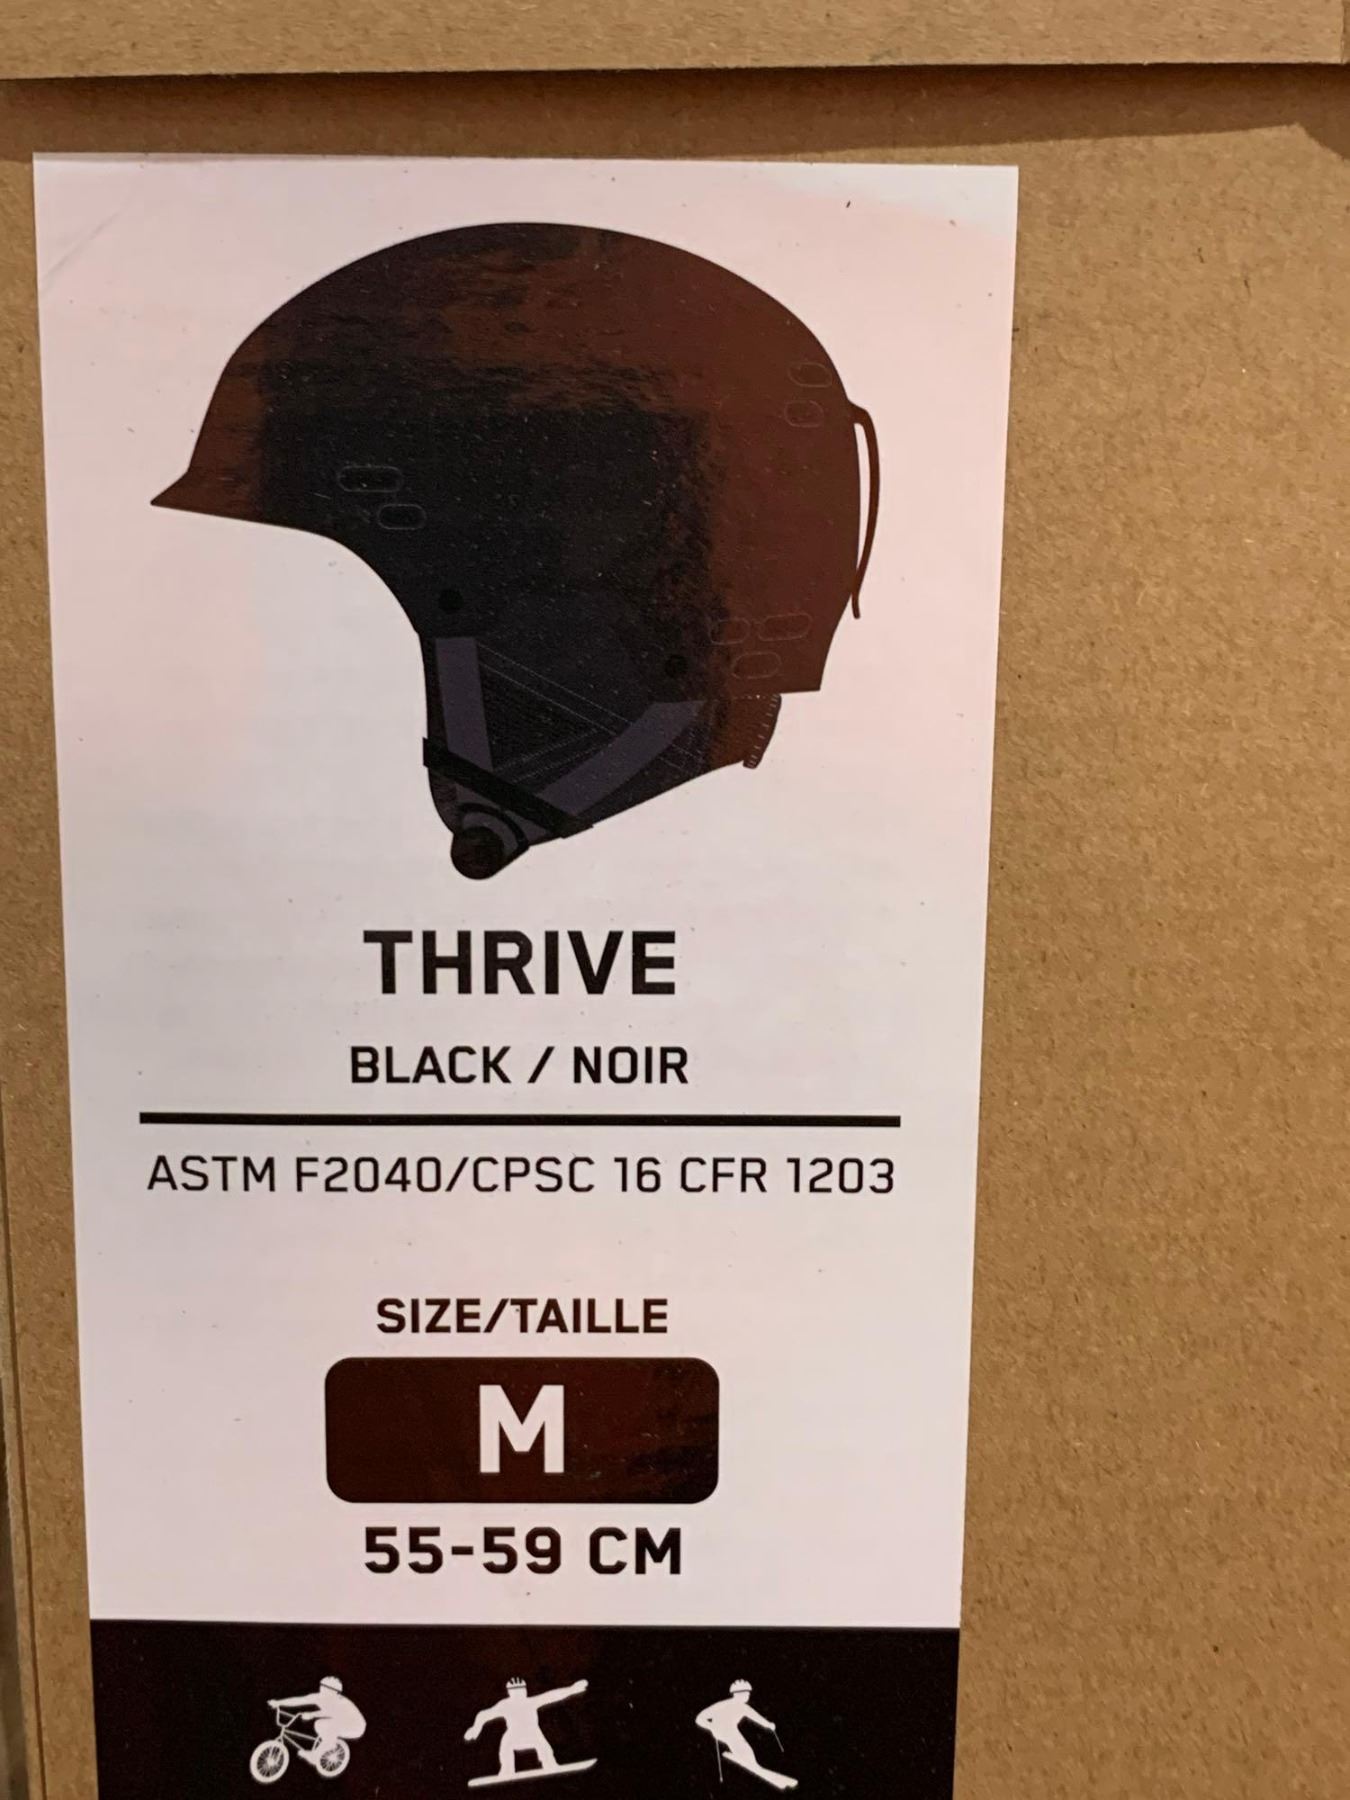 THRIVE
BLACK / NOIR
ASTM F2040/CPSC 16 CFR 1203
SIZE/TAILLE
M
55-59 CM